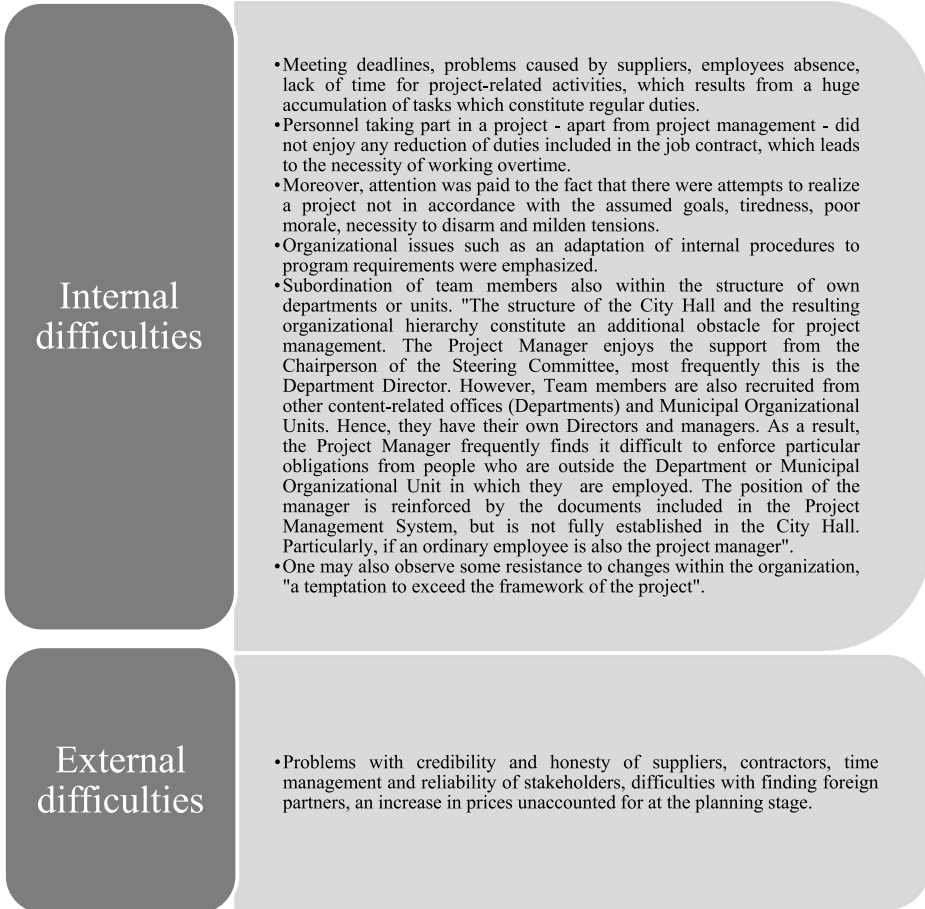 Internal
difficulties
•Meeting deadlines, problems caused by suppliers, employees absence,
lack of time for project-related activities, which results from a huge
accumulation of tasks which constitute regular duties.
•Personnel taking part in a project - apart from project management - did
not enjoy any reduction of duties included in the job contract, which leads
to the necessity of working overtime.
•Moreover, attention was paid to the fact that there were attempts to realize
a project not in accordance with the assumed goals, tiredness, poor
morale, necessity to disarm and milden tensions.
•Organizational issues such as an adaptation of internal procedures to
program requirements were emphasized.
•Subordination of team members also within the structure of own
departments or units. "The structure of the City Hall and the resulting
organizational hierarchy constitute an additional obstacle for project
management. The Project Manager enjoys the support from the
Chairperson of the Steering Committee, most frequently this is the
Department Director. However, Team members are also recruited from
other content-related offices (Departments) and Municipal Organizational
Units. Hence, they have their own Directors and managers. As a result,
the Project Manager frequently finds it difficult to enforce particular
obligations from people who are outside the Department or Municipal
Organizational Unit in which they are employed. The position of the
manager is reinforced by the documents included in the Project
Management System, but is not fully established in the City Hall.
Particularly, if an ordinary employee is also the project manager".
•One may also observe some resistance to changes within the organization,
"a temptation to exceed the framework of the project".
External
difficulties
•Problems with credibility and honesty of suppliers, contractors, time
management and reliability of stakeholders, difficulties with finding foreign
partners, an increase in prices unaccounted for at the planning stage.